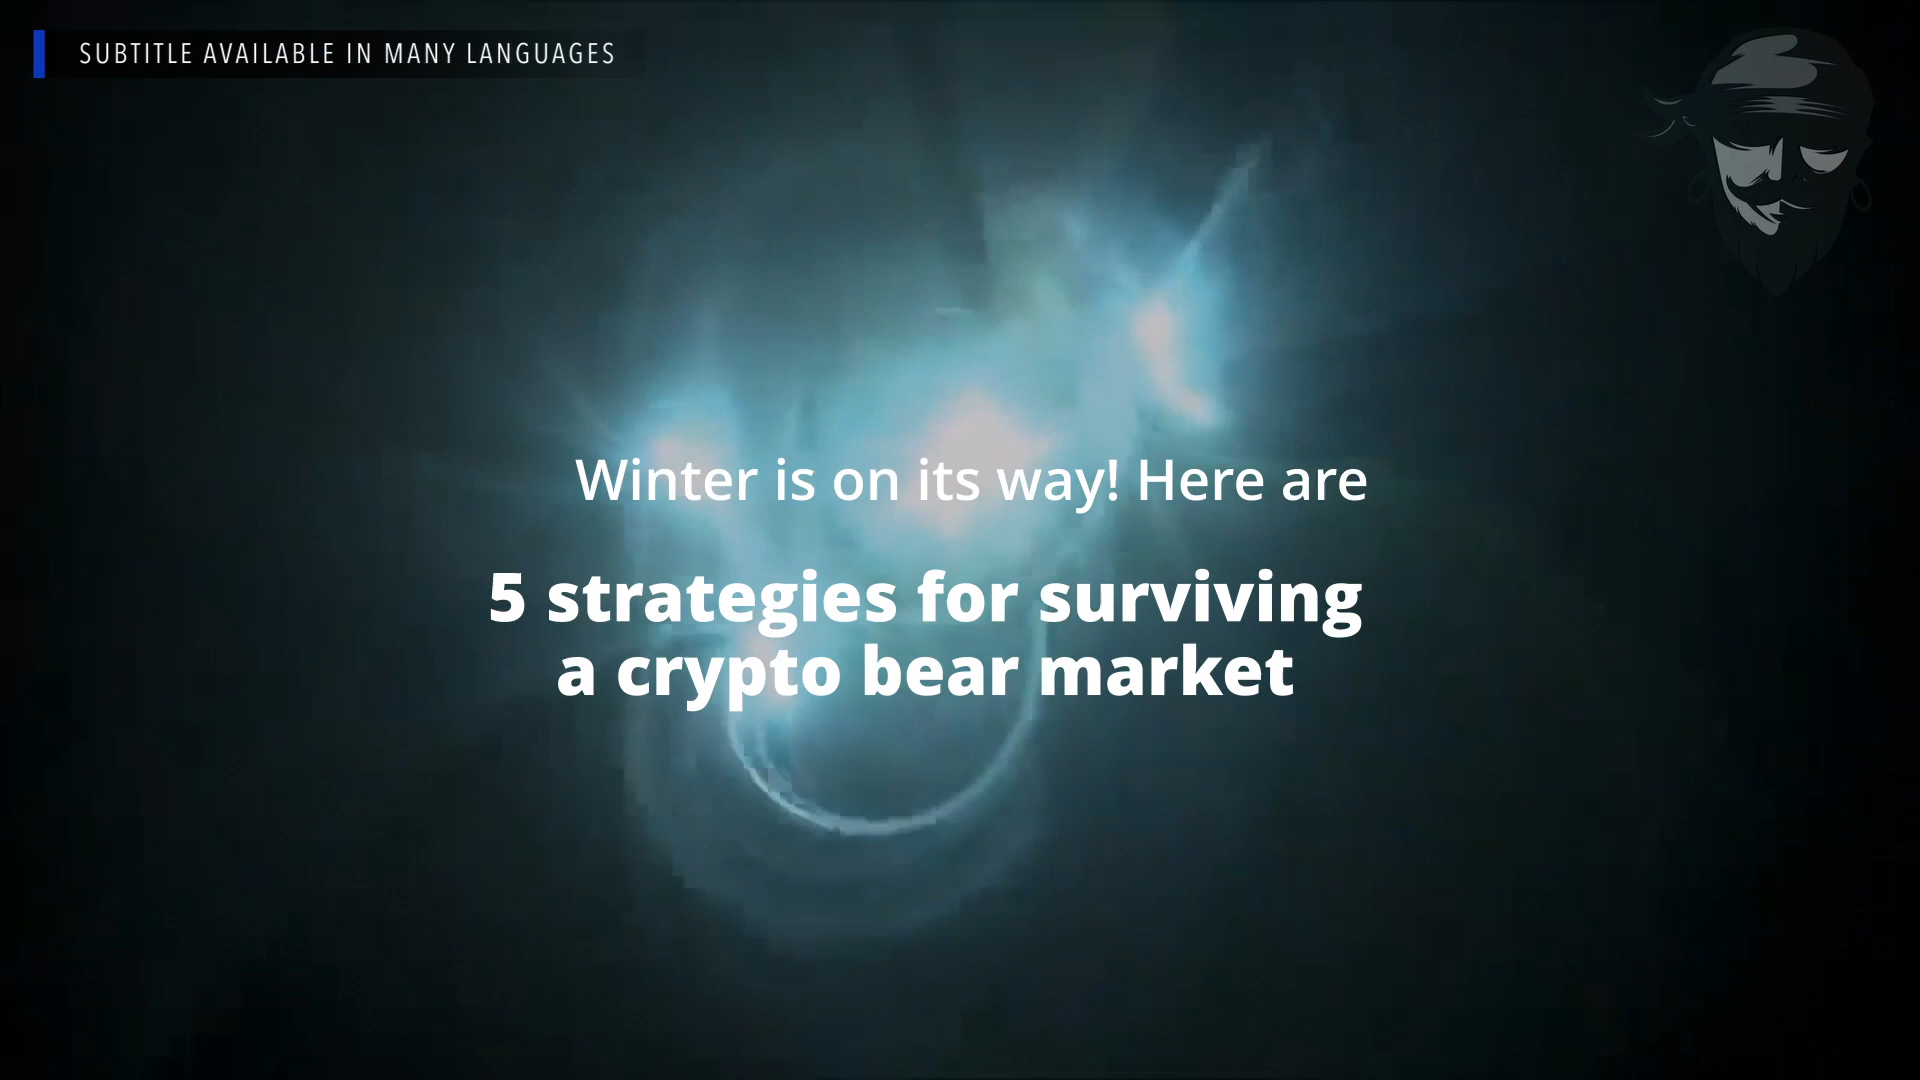 SUBTITLE AVAILABLE IN MANY LANGUAGES
Winter is on its way! Here are
5 strategies for surviving
a crypto bear market